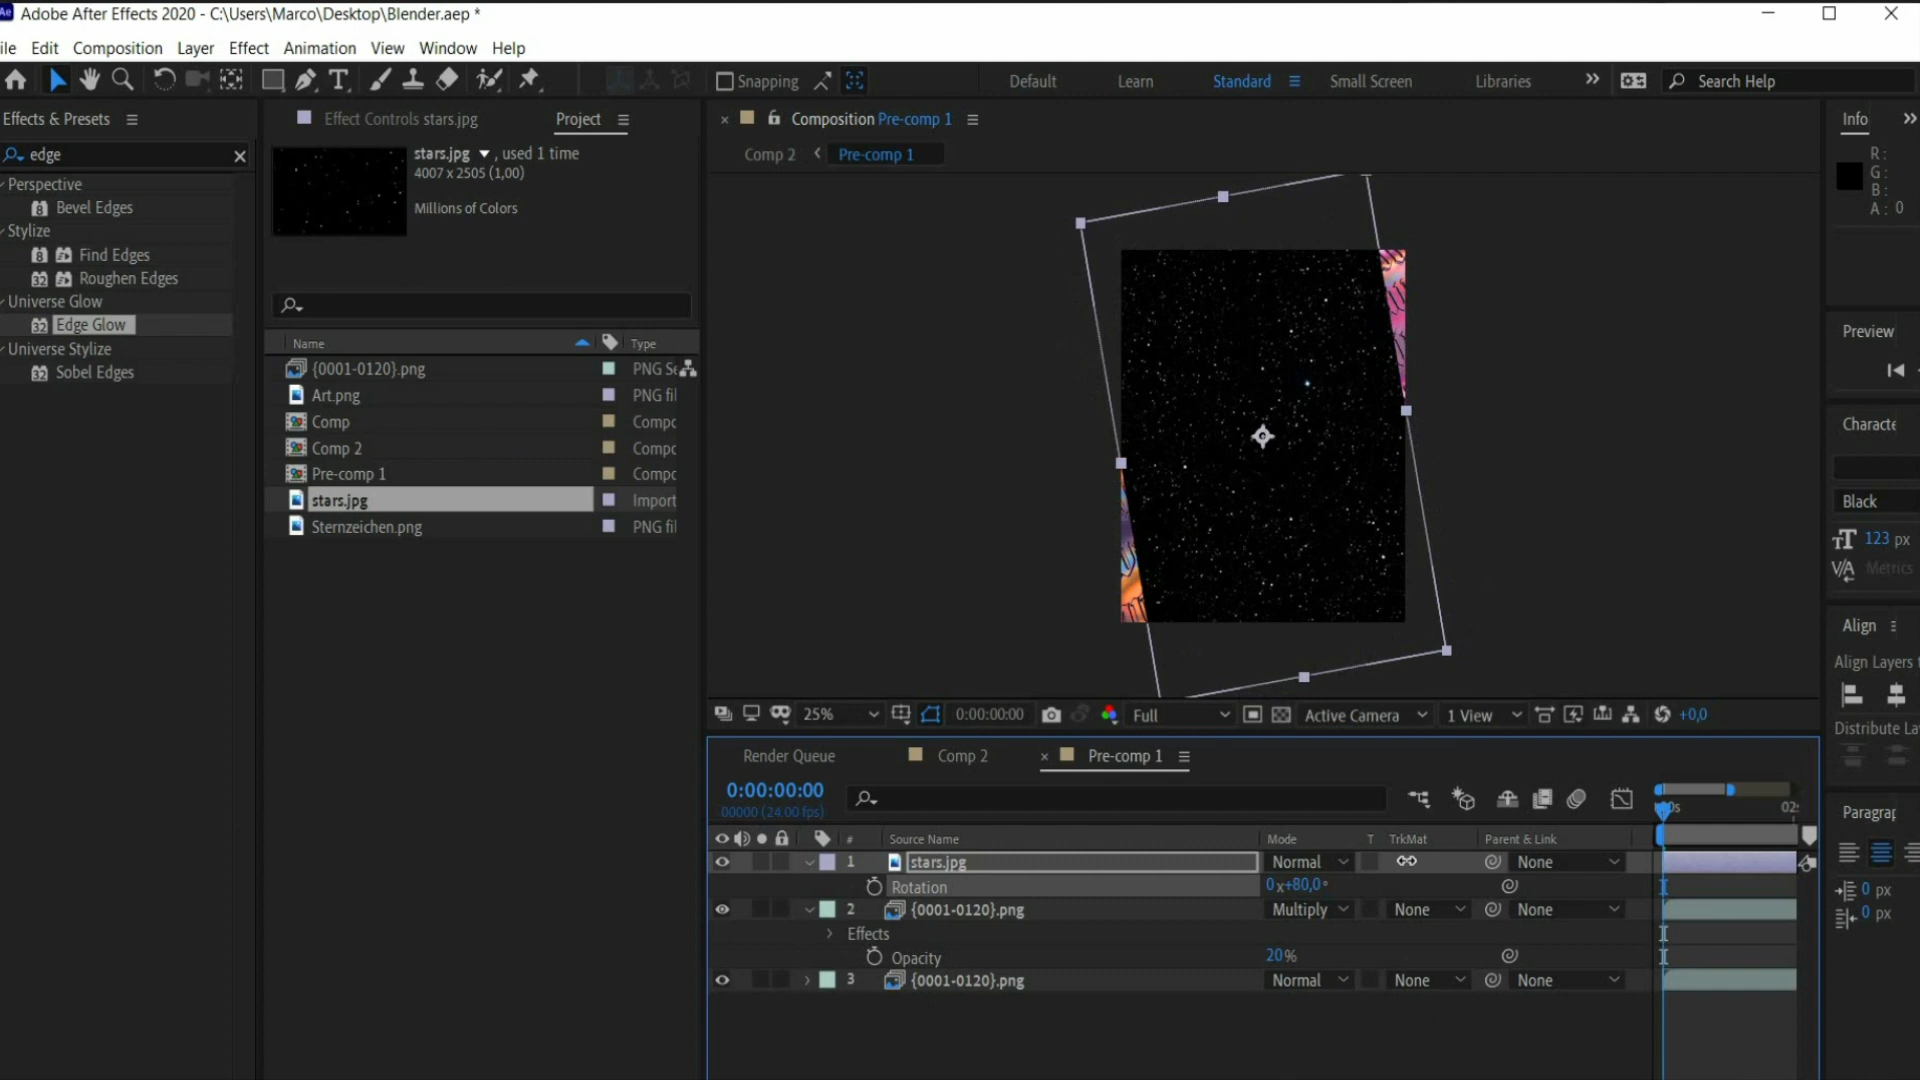 Adobe After Effects 2020 - C:\Users\Marco\Desktop\Blender.aep *
ile Edit Composition Layer Effect Animation View Window Help
Snapping Default Learn Standard Small Screen Libraries Search Help
Effects & Presets
edge
Perspective
Bevel Edges
Stylize
Find Edges
Roughen Edges
Universe Glow
Edge Glow
Universe Stylize
Sobel Edges
Effect Controls stars.jpg Project
stars.jpg , used 1 time
4007 x 2505 (1,00)
Millions of Colors
Name Type
{0001-0120}.png PNG Se
Art.png PNG fil
Comp Compo
Comp 2 Compo
Pre-comp 1 Compo
stars.jpg Import
Sternzeichen.png PNG fil
Composition Pre-comp 1
Comp 2 Pre-comp 1
25% 0:00:00:00 Full Active Camera 1 View +0,0
Render Queue Comp 2 Pre-comp 1
0:00:00:00
00000 (24.00 fps)
02:
# Source Name Mode T TrkMat Parent & Link
1 stars.jpg Normal None
Rotation 0x+80,0°
2 {0001-0120}.png Multiply None None
Effects
Opacity 20%
3 {0001-0120}.png Normal None None
Info
R:
G:
B:
A: 0
Preview
Characte
Black
123 px
Metrics
Align
Align Layers t
Distribute La
Paragrap
0 px
0 px